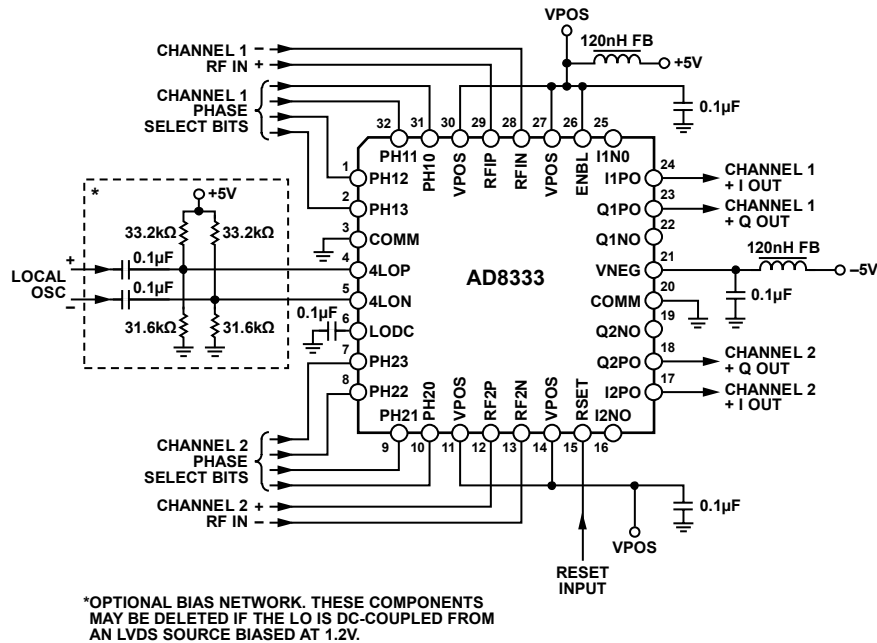 VPOS
120nH FB
+5V
0.1µF
CHANNEL 1 –
RF IN +
CHANNEL 1
PHASE
SELECT BITS
32
31
30
29
28
27
26
25
PH11
PH10
VPOS
RFIP
RFIN
VPOS
ENBL
I1N0
1
PH12
2
PH13
3
COMM
4
4LOP
5
4LON
6
LODC
7
PH23
8
PH22
AD8333
24
I1PO
CHANNEL 1
+ I OUT
23
Q1PO
CHANNEL 1
+ Q OUT
22
Q1NO
21
VNEG
120nH FB
–5V
0.1µF
20
COMM
19
Q2NO
18
Q2PO
CHANNEL 2
+ Q OUT
17
I2PO
CHANNEL 2
+ I OUT
*
+5V
33.2kΩ
33.2kΩ
0.1µF
+
LOCAL
OSC
–
0.1µF
31.6kΩ
31.6kΩ
0.1µF
PH21
PH20
VPOS
RF2P
RF2N
VPOS
RSET
I2NO
9
10
11
12
13
14
15
16
CHANNEL 2
PHASE
SELECT BITS
CHANNEL 2 +
RF IN –
0.1µF
VPOS
RESET
INPUT
*OPTIONAL BIAS NETWORK. THESE COMPONENTS
MAY BE DELETED IF THE LO IS DC-COUPLED FROM
AN LVDS SOURCE BIASED AT 1.2V.